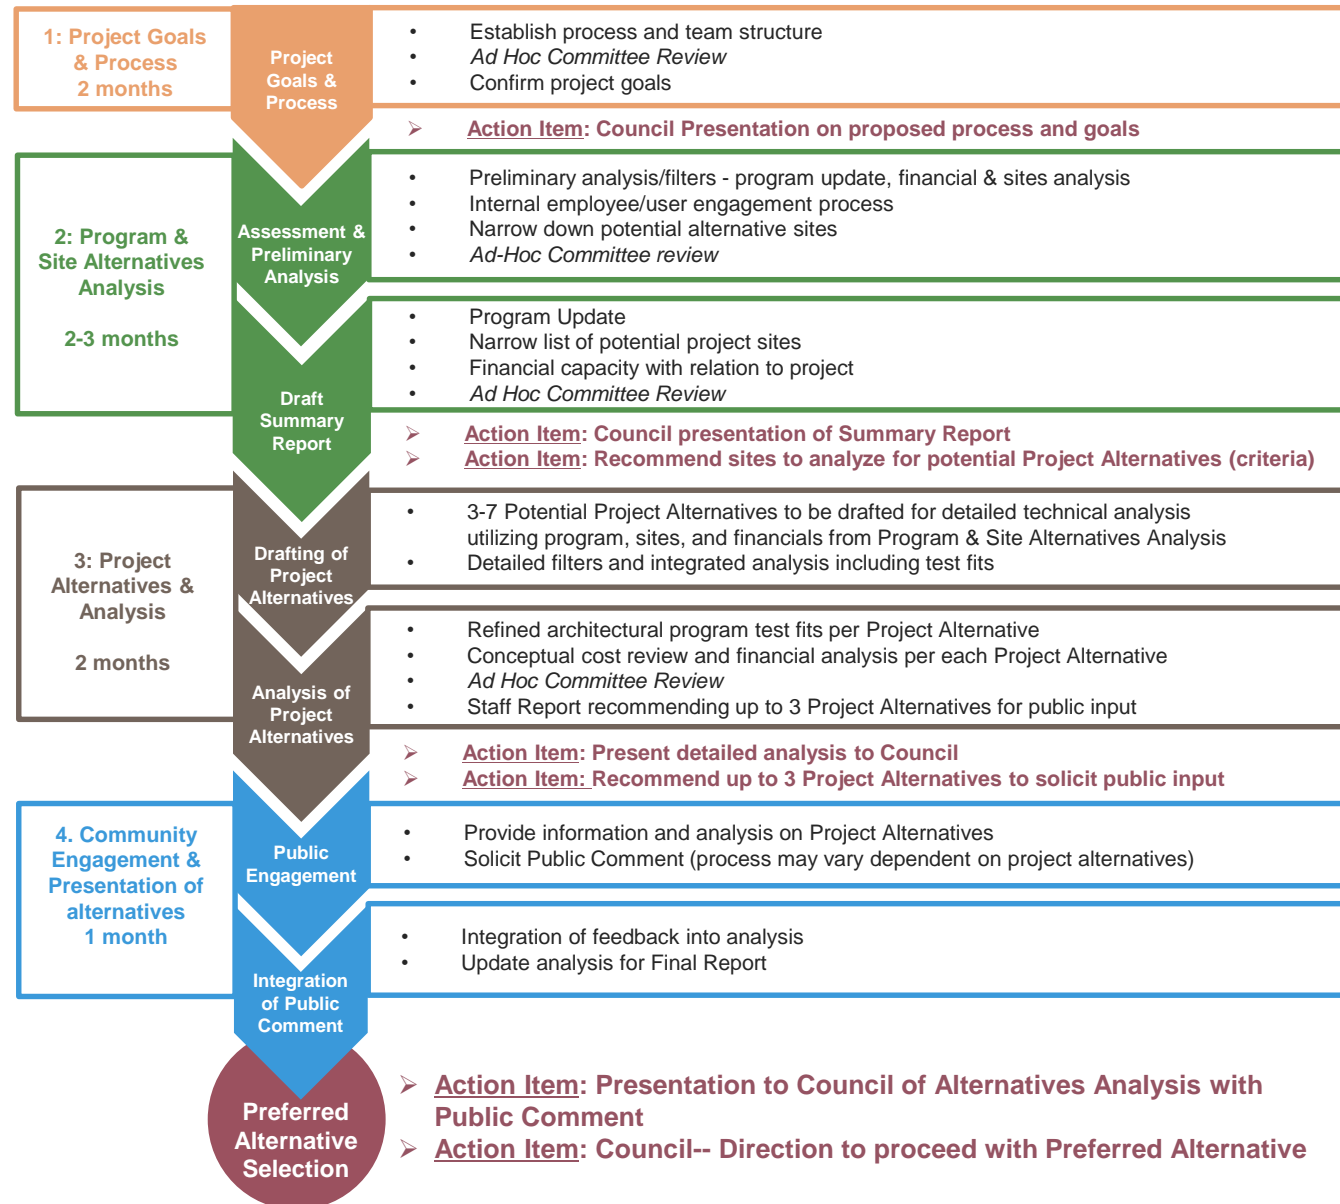 1: Project Goals
& Process
2 months
Project
Goals &
Process
• Establish process and team structure
• Ad Hoc Committee Review
• Confirm project goals
➢ Action Item: Council Presentation on proposed process and goals
2: Program &
Site Alternatives
Analysis
2-3 months
Assessment &
Preliminary
Analysis
• Preliminary analysis/filters - program update, financial & sites analysis
• Internal employee/user engagement process
• Narrow down potential alternative sites
• Ad-Hoc Committee review
Draft
Summary
Report
• Program Update
• Narrow list of potential project sites
• Financial capacity with relation to project
• Ad Hoc Committee Review
➢ Action Item: Council presentation of Summary Report
➢ Action Item: Recommend sites to analyze for potential Project Alternatives (criteria)
3: Project
Alternatives &
Analysis
2 months
Drafting of
Project
Alternatives
• 3-7 Potential Project Alternatives to be drafted for detailed technical analysis
utilizing program, sites, and financials from Program & Site Alternatives Analysis
• Detailed filters and integrated analysis including test fits
Analysis of
Project
Alternatives
• Refined architectural program test fits per Project Alternative
• Conceptual cost review and financial analysis per each Project Alternative
• Ad Hoc Committee Review
• Staff Report recommending up to 3 Project Alternatives for public input
➢ Action Item: Present detailed analysis to Council
➢ Action Item: Recommend up to 3 Project Alternatives to solicit public input
4. Community
Engagement &
Presentation of
alternatives
1 month
Public
Engagement
• Provide information and analysis on Project Alternatives
• Solicit Public Comment (process may vary dependent on project alternatives)
Integration
of Public
Comment
• Integration of feedback into analysis
• Update analysis for Final Report
Preferred
Alternative
Selection
➢ Action Item: Presentation to Council of Alternatives Analysis with
Public Comment
➢ Action Item: Council-- Direction to proceed with Preferred Alternative